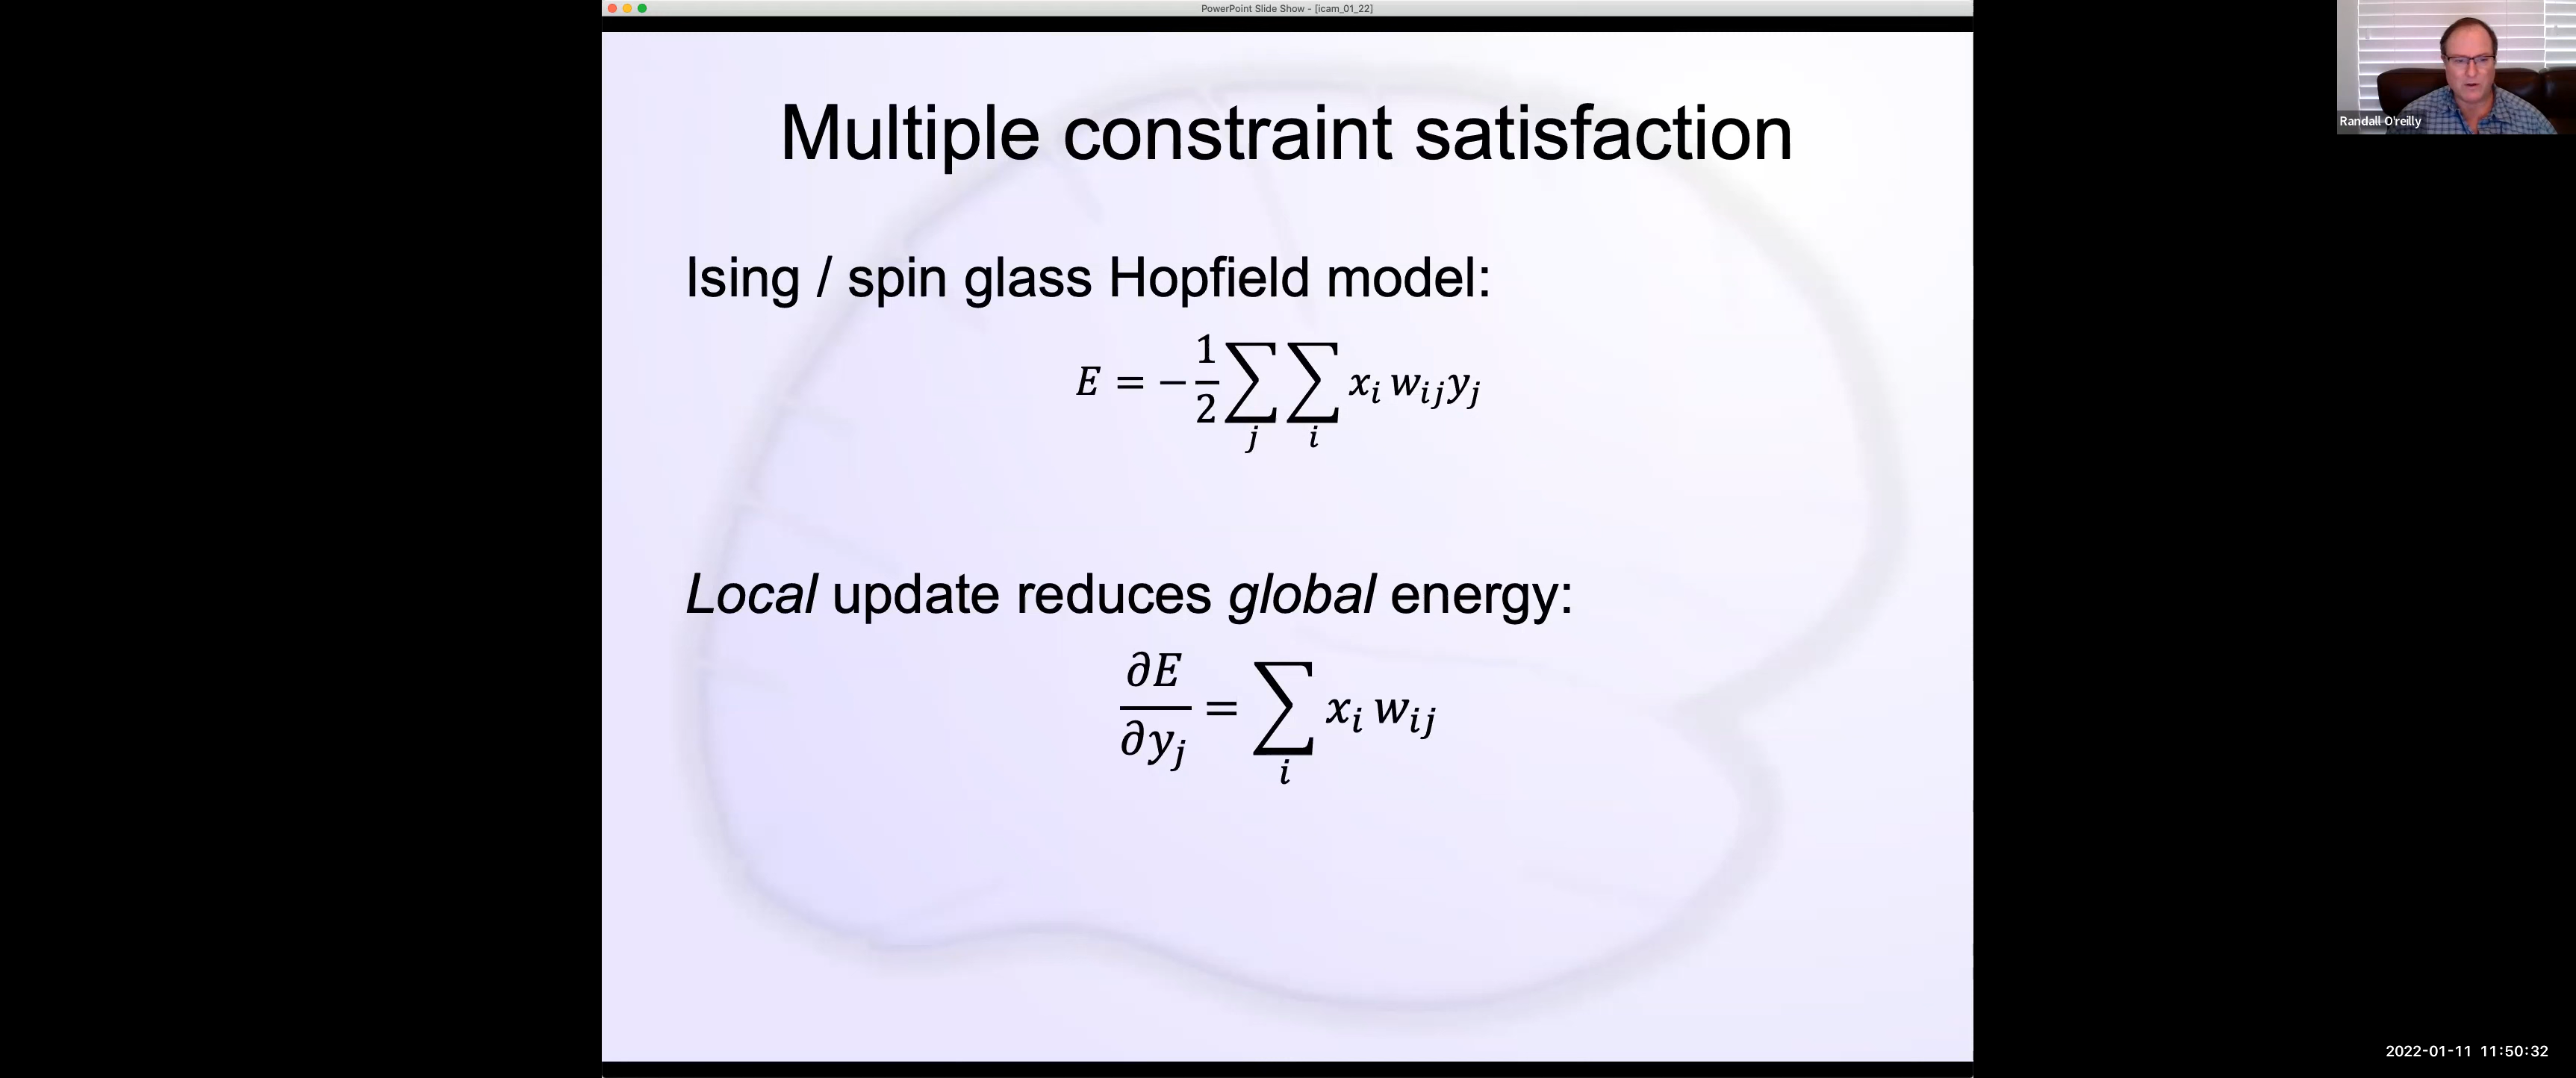 PowerPoint Slide Show - [icam_01_22]
Multiple constraint satisfaction
Ising / spin glass Hopfield model:
E = −1/2 ∑_j ∑_i x_i w_ij y_j
Local update reduces global energy:
∂E/∂y_j = ∑_i x_i w_ij
Randall O'reilly
2022-01-11 11:50:32